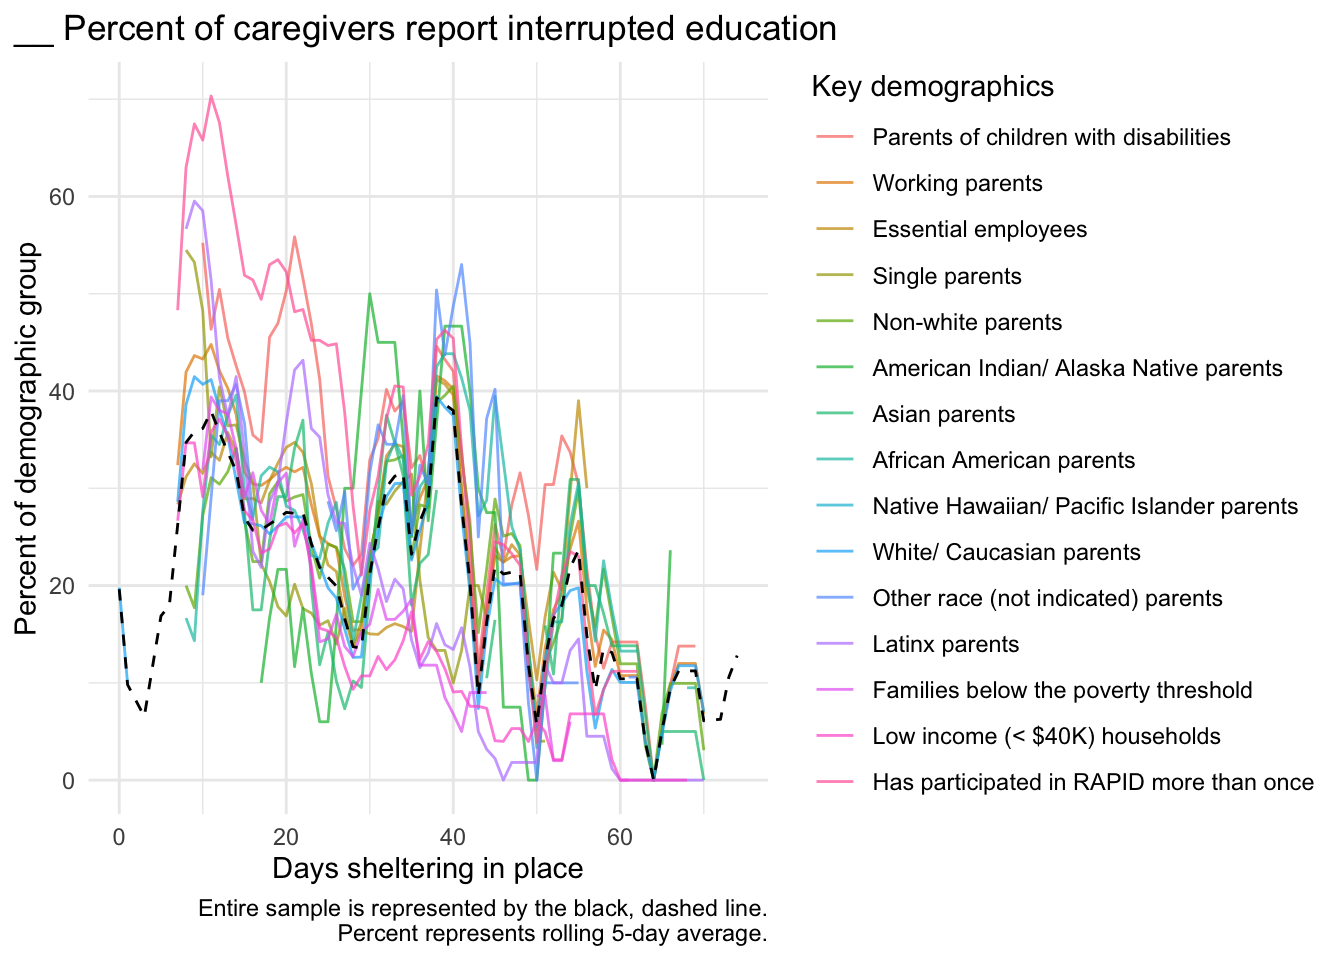 __ Percent of caregivers report interrupted education
Percent of demographic group
60
40
20
0
0 20 40 60
Days sheltering in place
Entire sample is represented by the black, dashed line.
Percent represents rolling 5-day average.
Key demographics
Parents of children with disabilities
Working parents
Essential employees
Single parents
Non-white parents
American Indian/ Alaska Native parents
Asian parents
African American parents
Native Hawaiian/ Pacific Islander parents
White/ Caucasian parents
Other race (not indicated) parents
Latinx parents
Families below the poverty threshold
Low income (< $40K) households
Has participated in RAPID more than once